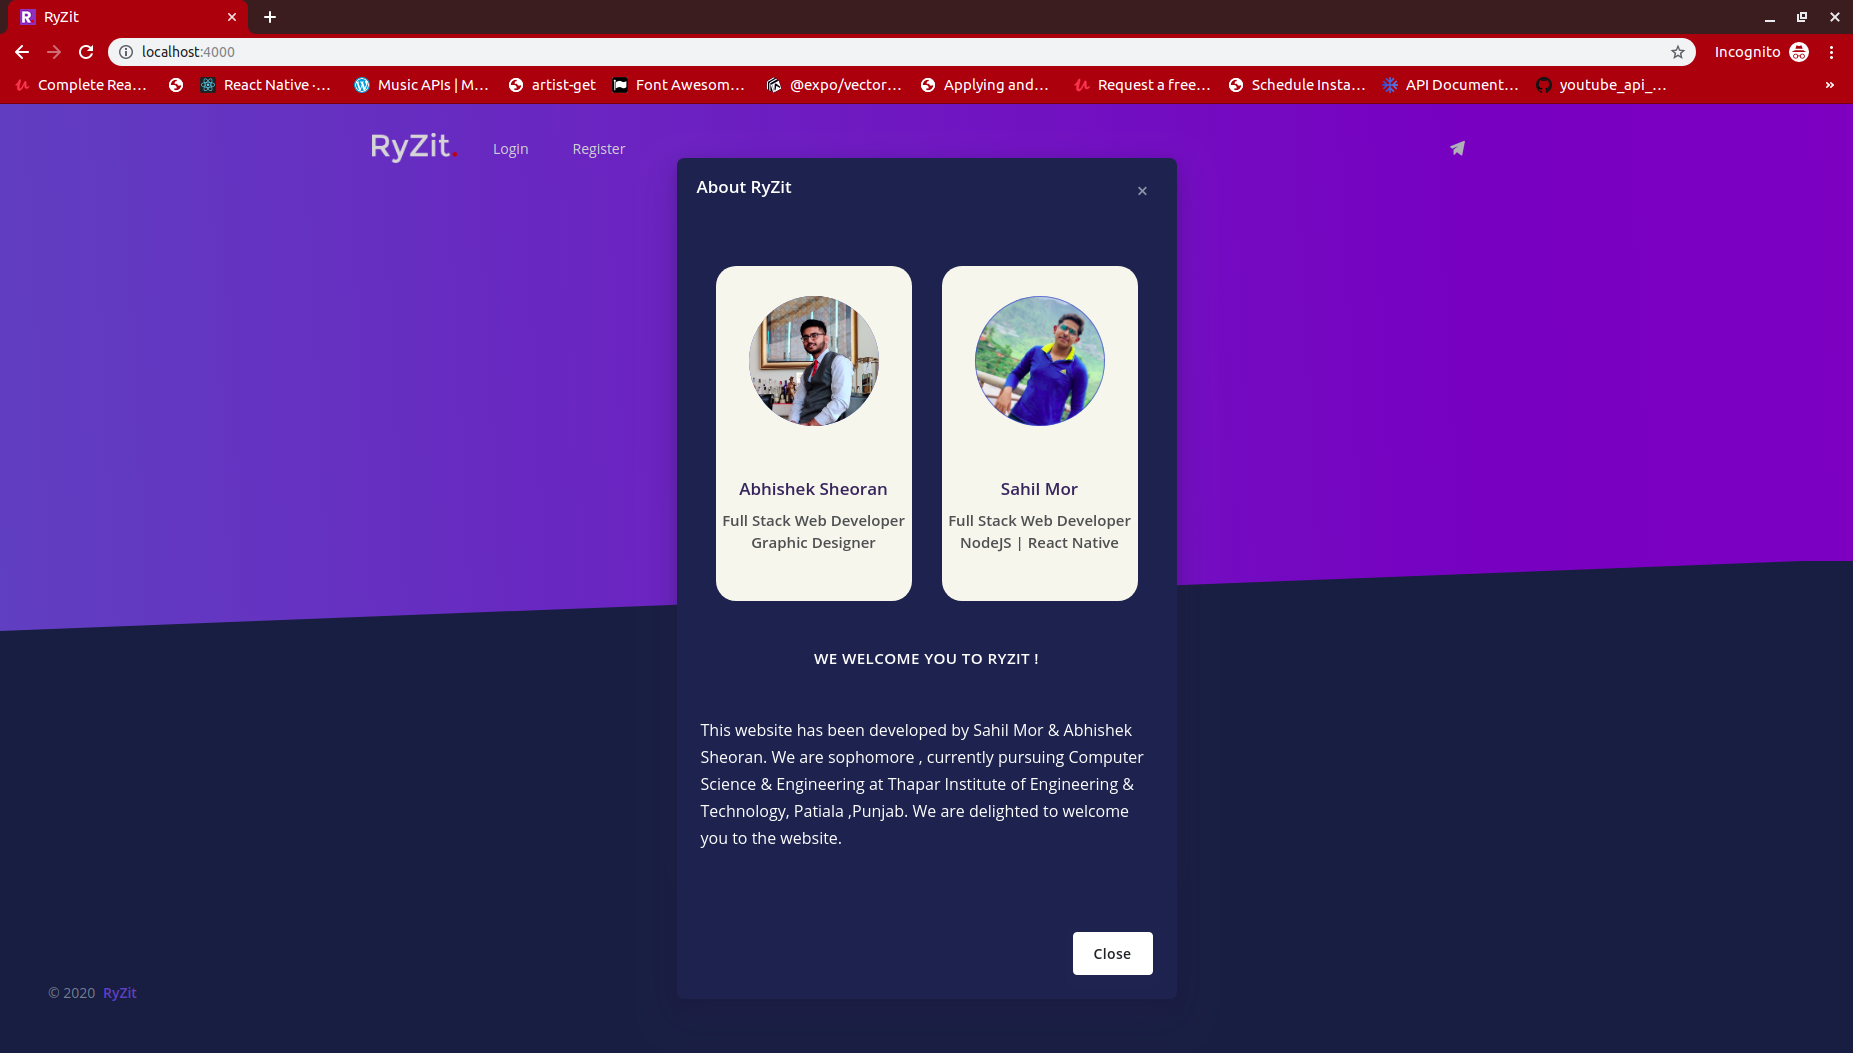 RyZit
localhost:4000
Incognito
Complete Rea...
React Native ·...
Music APIs | M...
artist-get
Font Awesom...
@expo/vector...
Applying and...
Request a free...
Schedule Insta...
API Document...
youtube_api_...
»
RyZit.
Login
Register
About RyZit
×
Abhishek Sheoran
Full Stack Web Developer
Graphic Designer
Sahil Mor
Full Stack Web Developer
NodeJS | React Native
WE WELCOME YOU TO RYZIT !
This website has been developed by Sahil Mor & Abhishek
Sheoran. We are sophomore , currently pursuing Computer
Science & Engineering at Thapar Institute of Engineering &
Technology, Patiala ,Punjab. We are delighted to welcome
you to the website.
Close
© 2020 RyZit